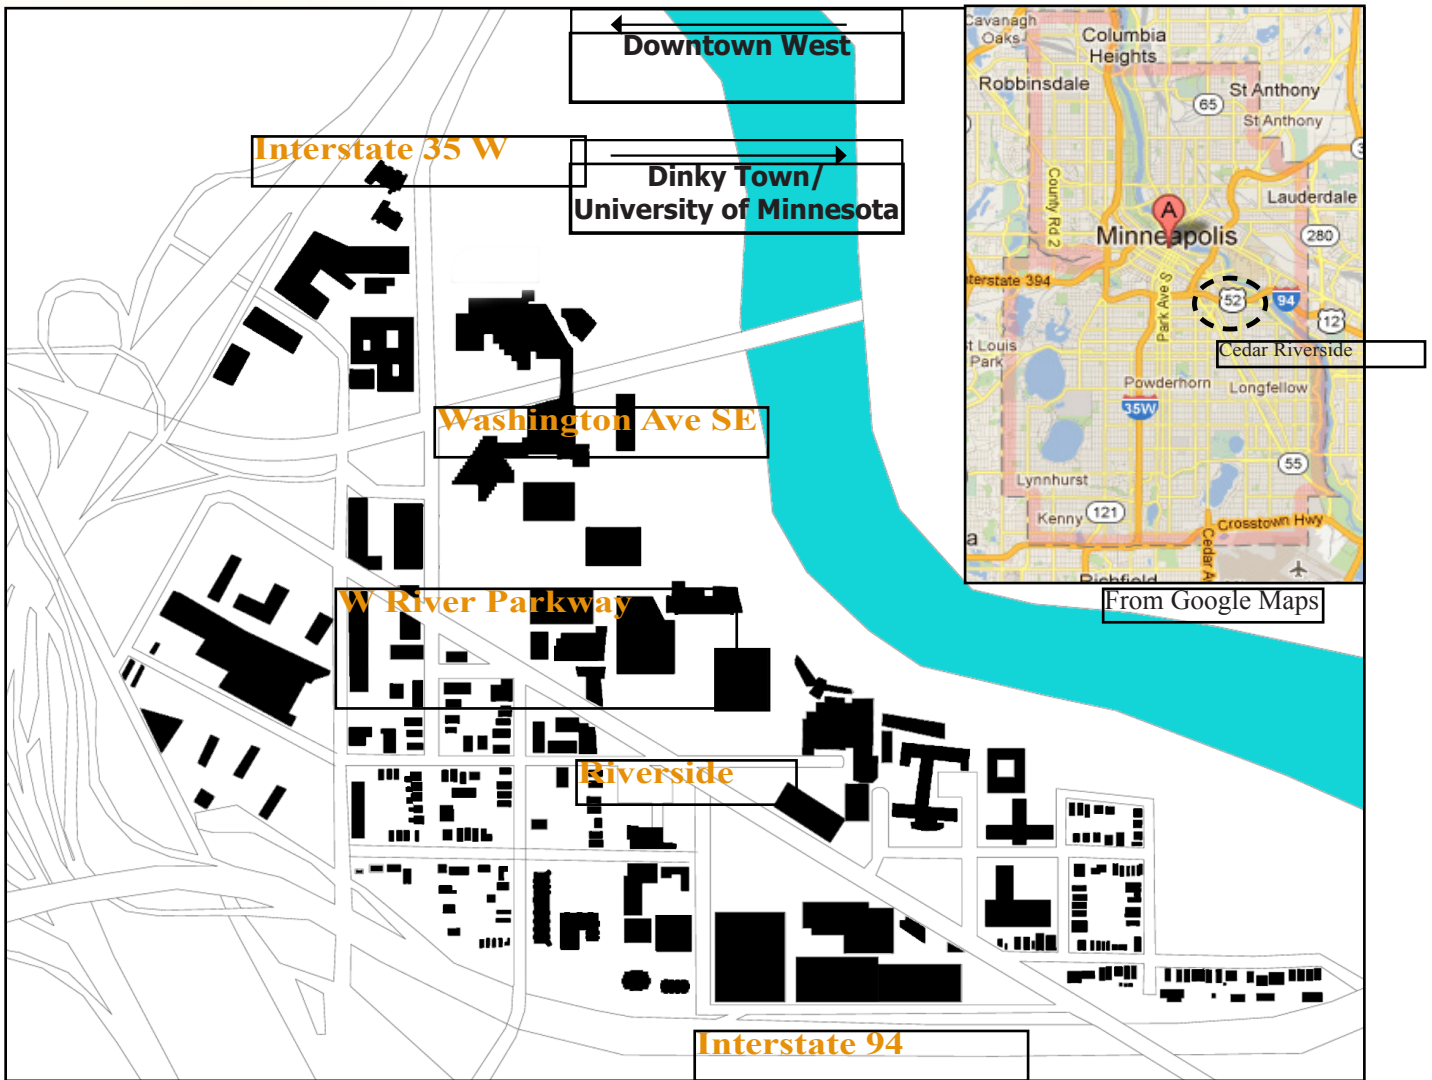 Downtown West
Interstate 35 W
Dinky Town/
University of Minnesota
Washington Ave SE
W River Parkway
Riverside
Interstate 94
Cavanagh
Oaks
Columbia
Heights
Robbinsdale
65
St Anthony
St Anthony
County Rd 2
Lauderdale
A
Minneapolis
280
Interstate 394
Park Ave S
52
94
12
Cedar Riverside
St Louis
Park
Powderhorn
Longfellow
35W
55
Lynnhurst
Kenny
121
Crosstown Hwy
Cedar A
a
Richfield
From Google Maps